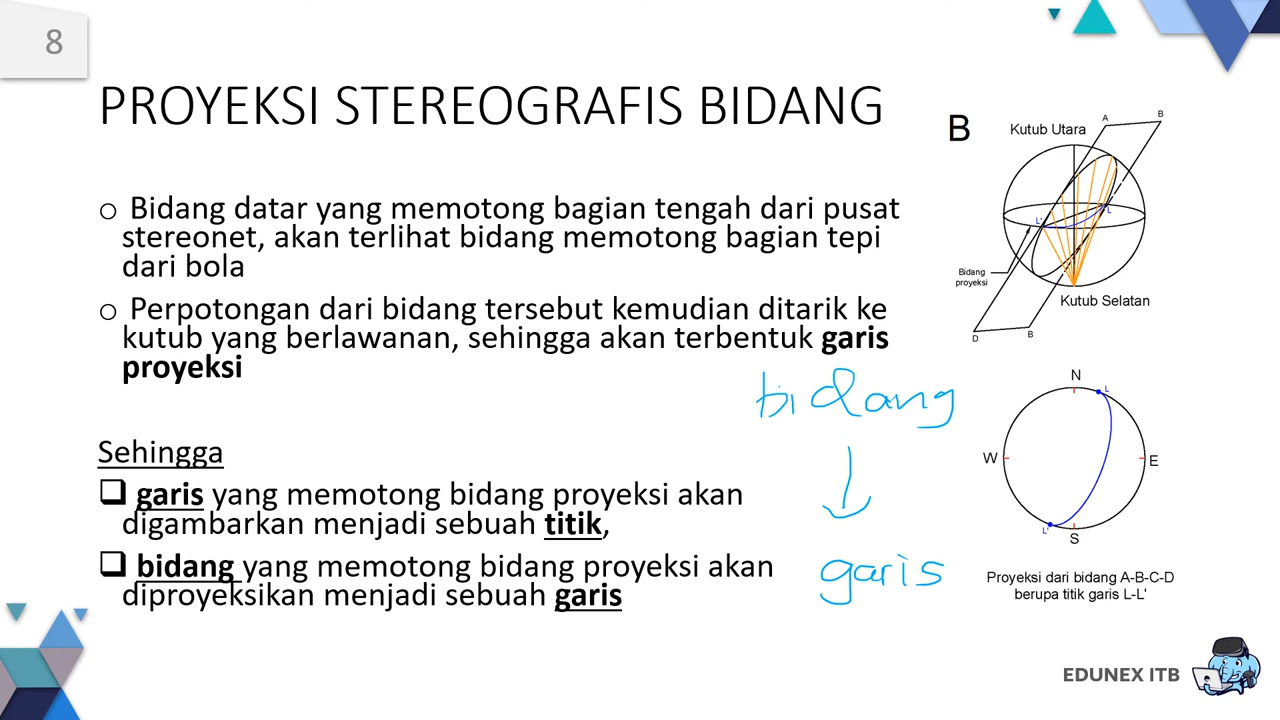 8
PROYEKSI STEREOGRAFIS BIDANG
o Bidang datar yang memotong bagian tengah dari pusat
stereonet, akan terlihat bidang memotong bagian tepi
dari bola
o Perpotongan dari bidang tersebut kemudian ditarik ke
kutub yang berlawanan, sehingga akan terbentuk garis
proyeksi
Sehingga
❑ garis yang memotong bidang proyeksi akan
digambarkan menjadi sebuah titik,
❑ bidang yang memotong bidang proyeksi akan
diproyeksikan menjadi sebuah garis
bidang
garis
B
Kutub Utara
A
B
L'
L
Bidang
proyeksi
Kutub Selatan
D
B
N
L
W
E
L'
S
Proyeksi dari bidang A-B-C-D
berupa titik garis L-L'
EDUNEX ITB